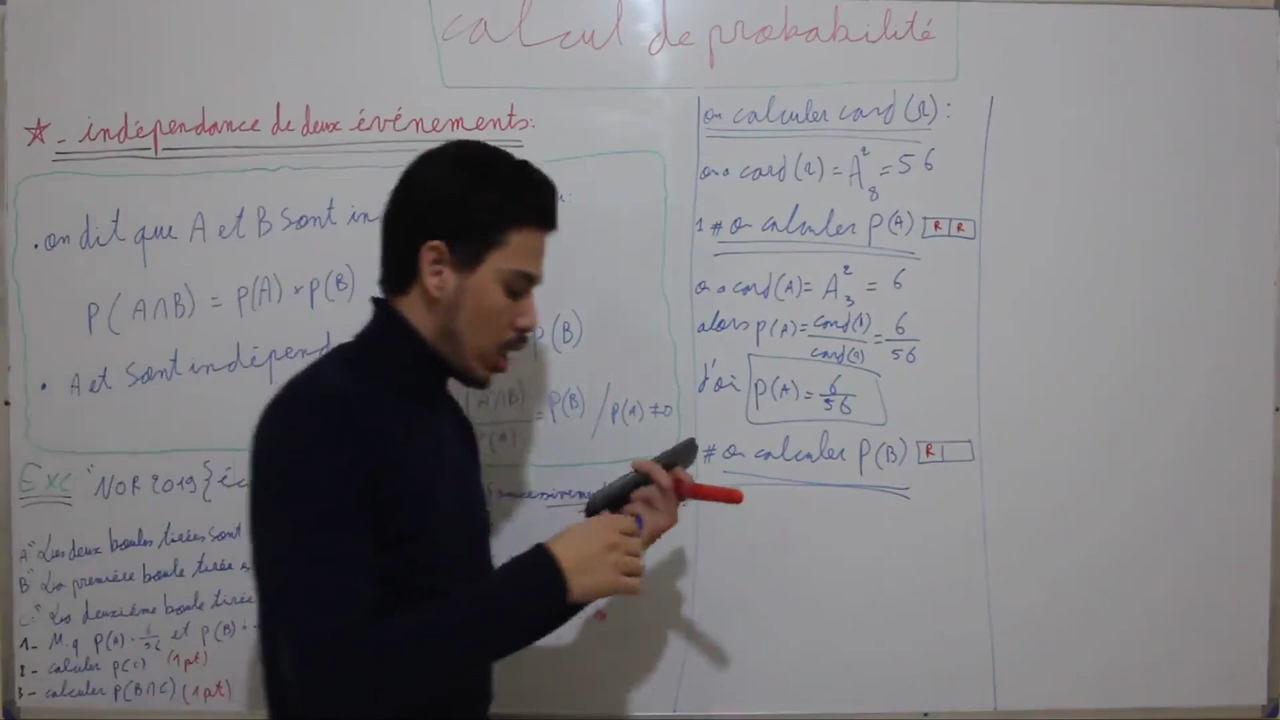 calcul de probabilité
☆ - indépendance de deux événements:
. on dit que A et B sont in
P(A∩B) = p(A) × p(B)
P(B)
• A et sont indépend
A∩B) = p(B) / p(A) ≠ 0
Exc "NOR 2019 {
successivement
A" Les deux boules tirées sont
B" La première boule tirée
C:" La deuxième boule tirée
1- M.q P(A) = 6/56 et p(B)
2 - calculer p(C) (1pt)
3 - calculer p(B∩C) (1pt)
on calculer card(Ω):
on a card(Ω) = A²₈ = 56
1 # on calculer p(A) R R
on a card(A) = A²₃ = 6
alors p(A) = card(A)/card(Ω) = 6/56
d'où p(A) = 6/56
# on calculer p(B) R